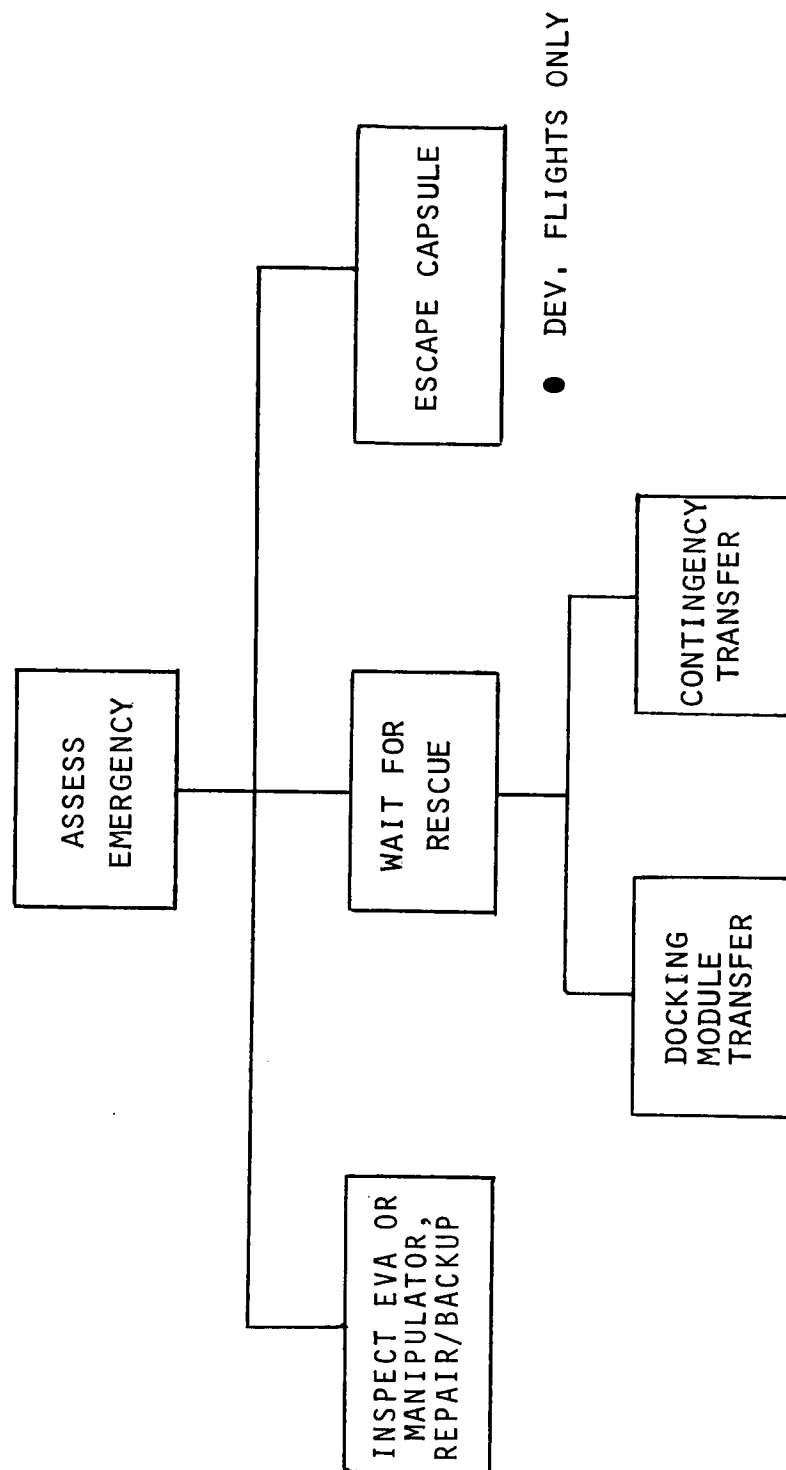 ASSESS
EMERGENCY
INSPECT EVA OR
MANIPULATOR,
REPAIR/BACKUP
WAIT FOR
RESCUE
ESCAPE CAPSULE
● DEV. FLIGHTS ONLY
DOCKING
MODULE
TRANSFER
CONTINGENCY
TRANSFER